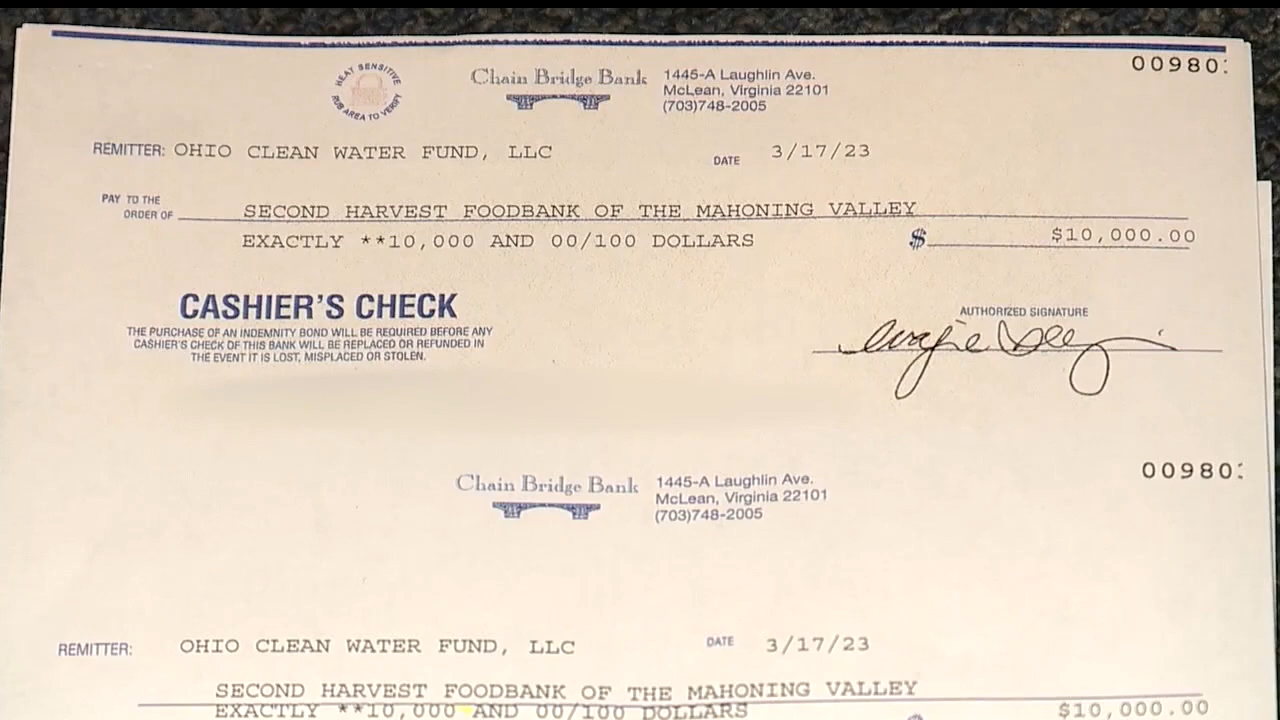 HEAT SENSITIVE
RUB AREA TO VERIFY
Chain Bridge Bank
1445-A Laughlin Ave.
McLean, Virginia 22101
(703)748-2005
00980
REMITTER: OHIO CLEAN WATER FUND, LLC
DATE 3/17/23
PAY TO THE
ORDER OF SECOND HARVEST FOODBANK OF THE MAHONING VALLEY
EXACTLY **10,000 AND 00/100 DOLLARS $ $10,000.00
CASHIER'S CHECK
THE PURCHASE OF AN INDEMNITY BOND WILL BE REQUIRED BEFORE ANY
CASHIER'S CHECK OF THIS BANK WILL BE REPLACED OR REFUNDED IN
THE EVENT IT IS LOST, MISPLACED OR STOLEN.
AUTHORIZED SIGNATURE
Chain Bridge Bank
1445-A Laughlin Ave.
McLean, Virginia 22101
(703)748-2005
00980
REMITTER: OHIO CLEAN WATER FUND, LLC
DATE 3/17/23
SECOND HARVEST FOODBANK OF THE MAHONING VALLEY
EXACTLY **10,000 AND 00/100 DOLLARS $10,000.00